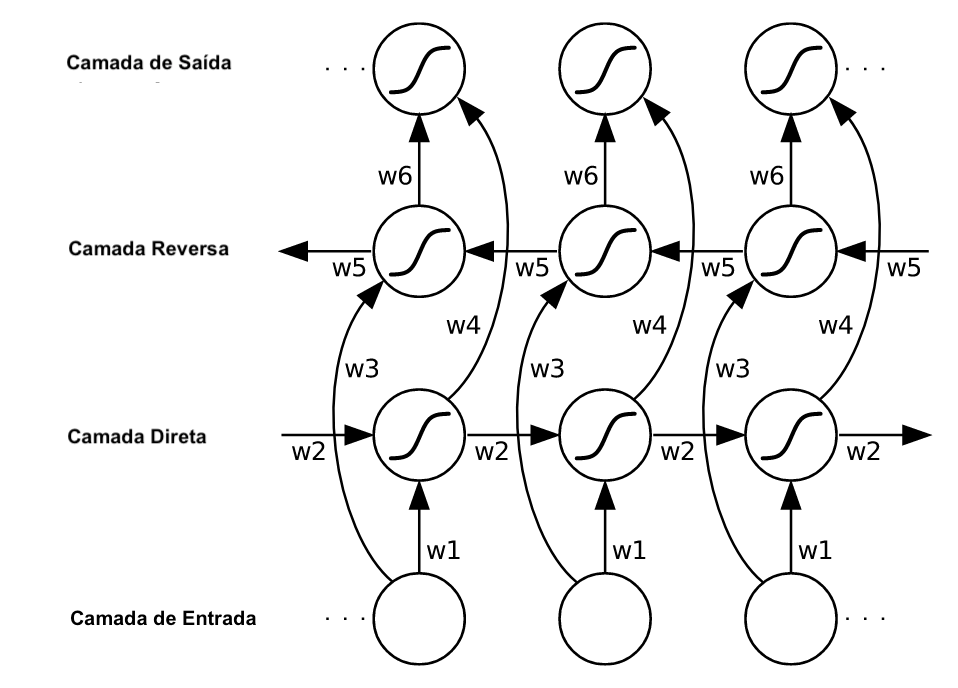 Camada de Saída
. . .
. . .
w6 w6 w6
Camada Reversa
w5 w5 w5 w5
w4 w4 w4
w3 w3 w3
Camada Direta
w2 w2 w2 w2
w1 w1 w1
Camada de Entrada
. . .
. . .